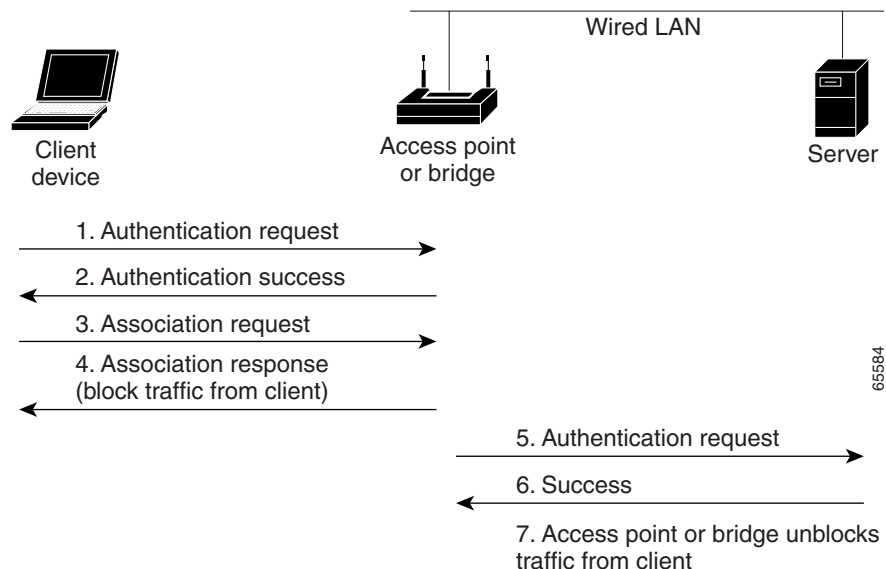 Wired LAN
Client
device
Access point
or bridge
Server
1. Authentication request
2. Authentication success
3. Association request
4. Association response
(block traffic from client)
65584
5. Authentication request
6. Success
7. Access point or bridge unblocks
traffic from client